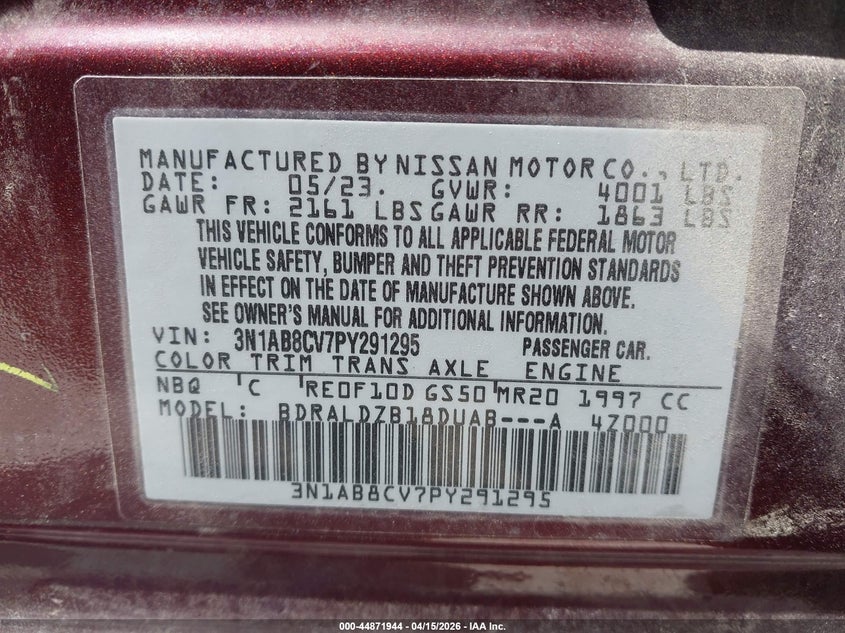 MANUFACTURED BY NISSAN MOTOR CO., LTD.
DATE: 05/23. GVWR: 4001 LBS
GAWR FR: 2161 LBS GAWR RR: 1863 LBS
THIS VEHICLE CONFORMS TO ALL APPLICABLE FEDERAL MOTOR
VEHICLE SAFETY, BUMPER AND THEFT PREVENTION STANDARDS
IN EFFECT ON THE DATE OF MANUFACTURE SHOWN ABOVE.
SEE OWNER'S MANUAL FOR ADDITIONAL INFORMATION.
VIN: 3N1AB8CV7PY291295 PASSENGER CAR.
COLOR TRIM TRANS AXLE ENGINE
NBQ C RE0F10D GS50 MR20 1997 CC
MODEL: BDRALDZB18DUAB---A 47000
3N1AB8CV7PY291295
000-44871944 - 04/15/2026 - IAA Inc.